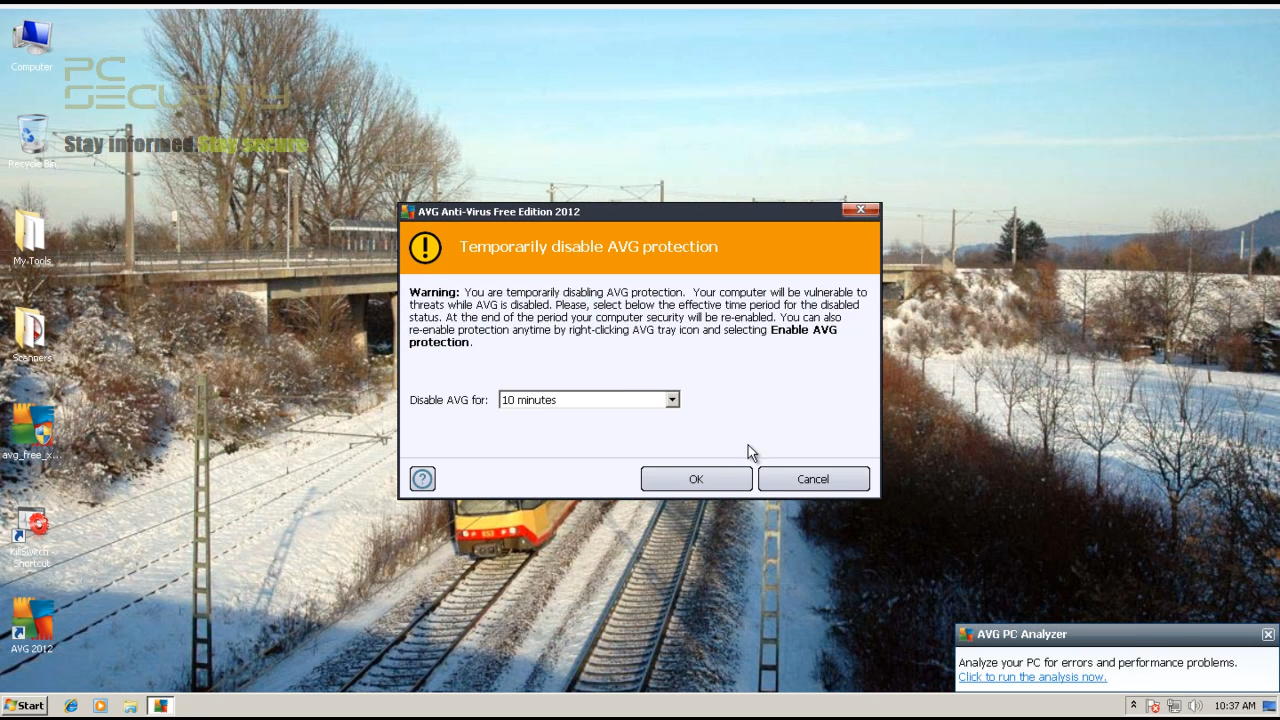 Computer
PC
SECURITY
Stay informed.Stay secure
Recycle Bin
My Tools
Scanners
avg_free_x...
KillSwitch -
Shortcut
AVG 2012
AVG Anti-Virus Free Edition 2012
Temporarily disable AVG protection
Warning: You are temporarily disabling AVG protection. Your computer will be vulnerable to
threats while AVG is disabled. Please, select below the effective time period for the disabled
status. At the end of the period your computer security will be re-enabled. You can also
re-enable protection anytime by right-clicking AVG tray icon and selecting Enable AVG
protection.
Disable AVG for: 10 minutes
OK
Cancel
AVG PC Analyzer
Analyze your PC for errors and performance problems.
Click to run the analysis now.
Start
10:37 AM